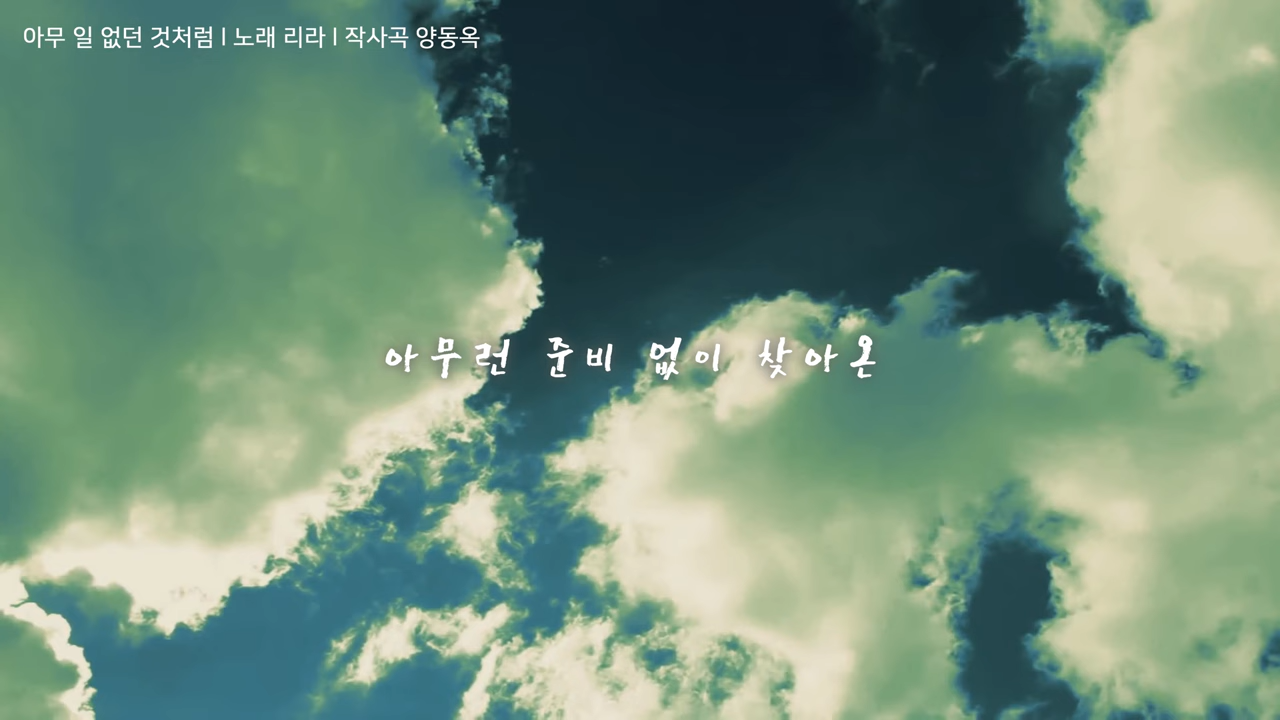 아무 일 없던 것처럼 | 노래 리라 | 작사곡 양동옥
아무런 준비 없이 찾아온